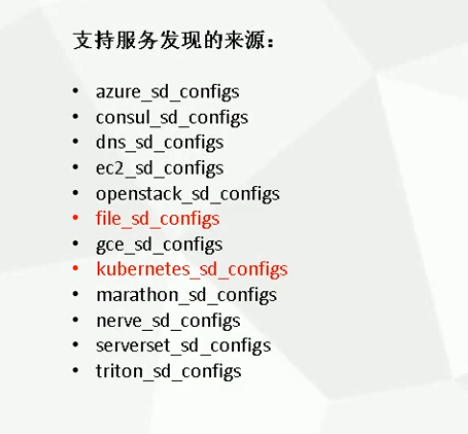 支持服务发现的来源：
• azure_sd_configs
• consul_sd_configs
• dns_sd_configs
• ec2_sd_configs
• openstack_sd_configs
• file_sd_configs
• gce_sd_configs
• kubernetes_sd_configs
• marathon_sd_configs
• nerve_sd_configs
• serverset_sd_configs
• triton_sd_configs